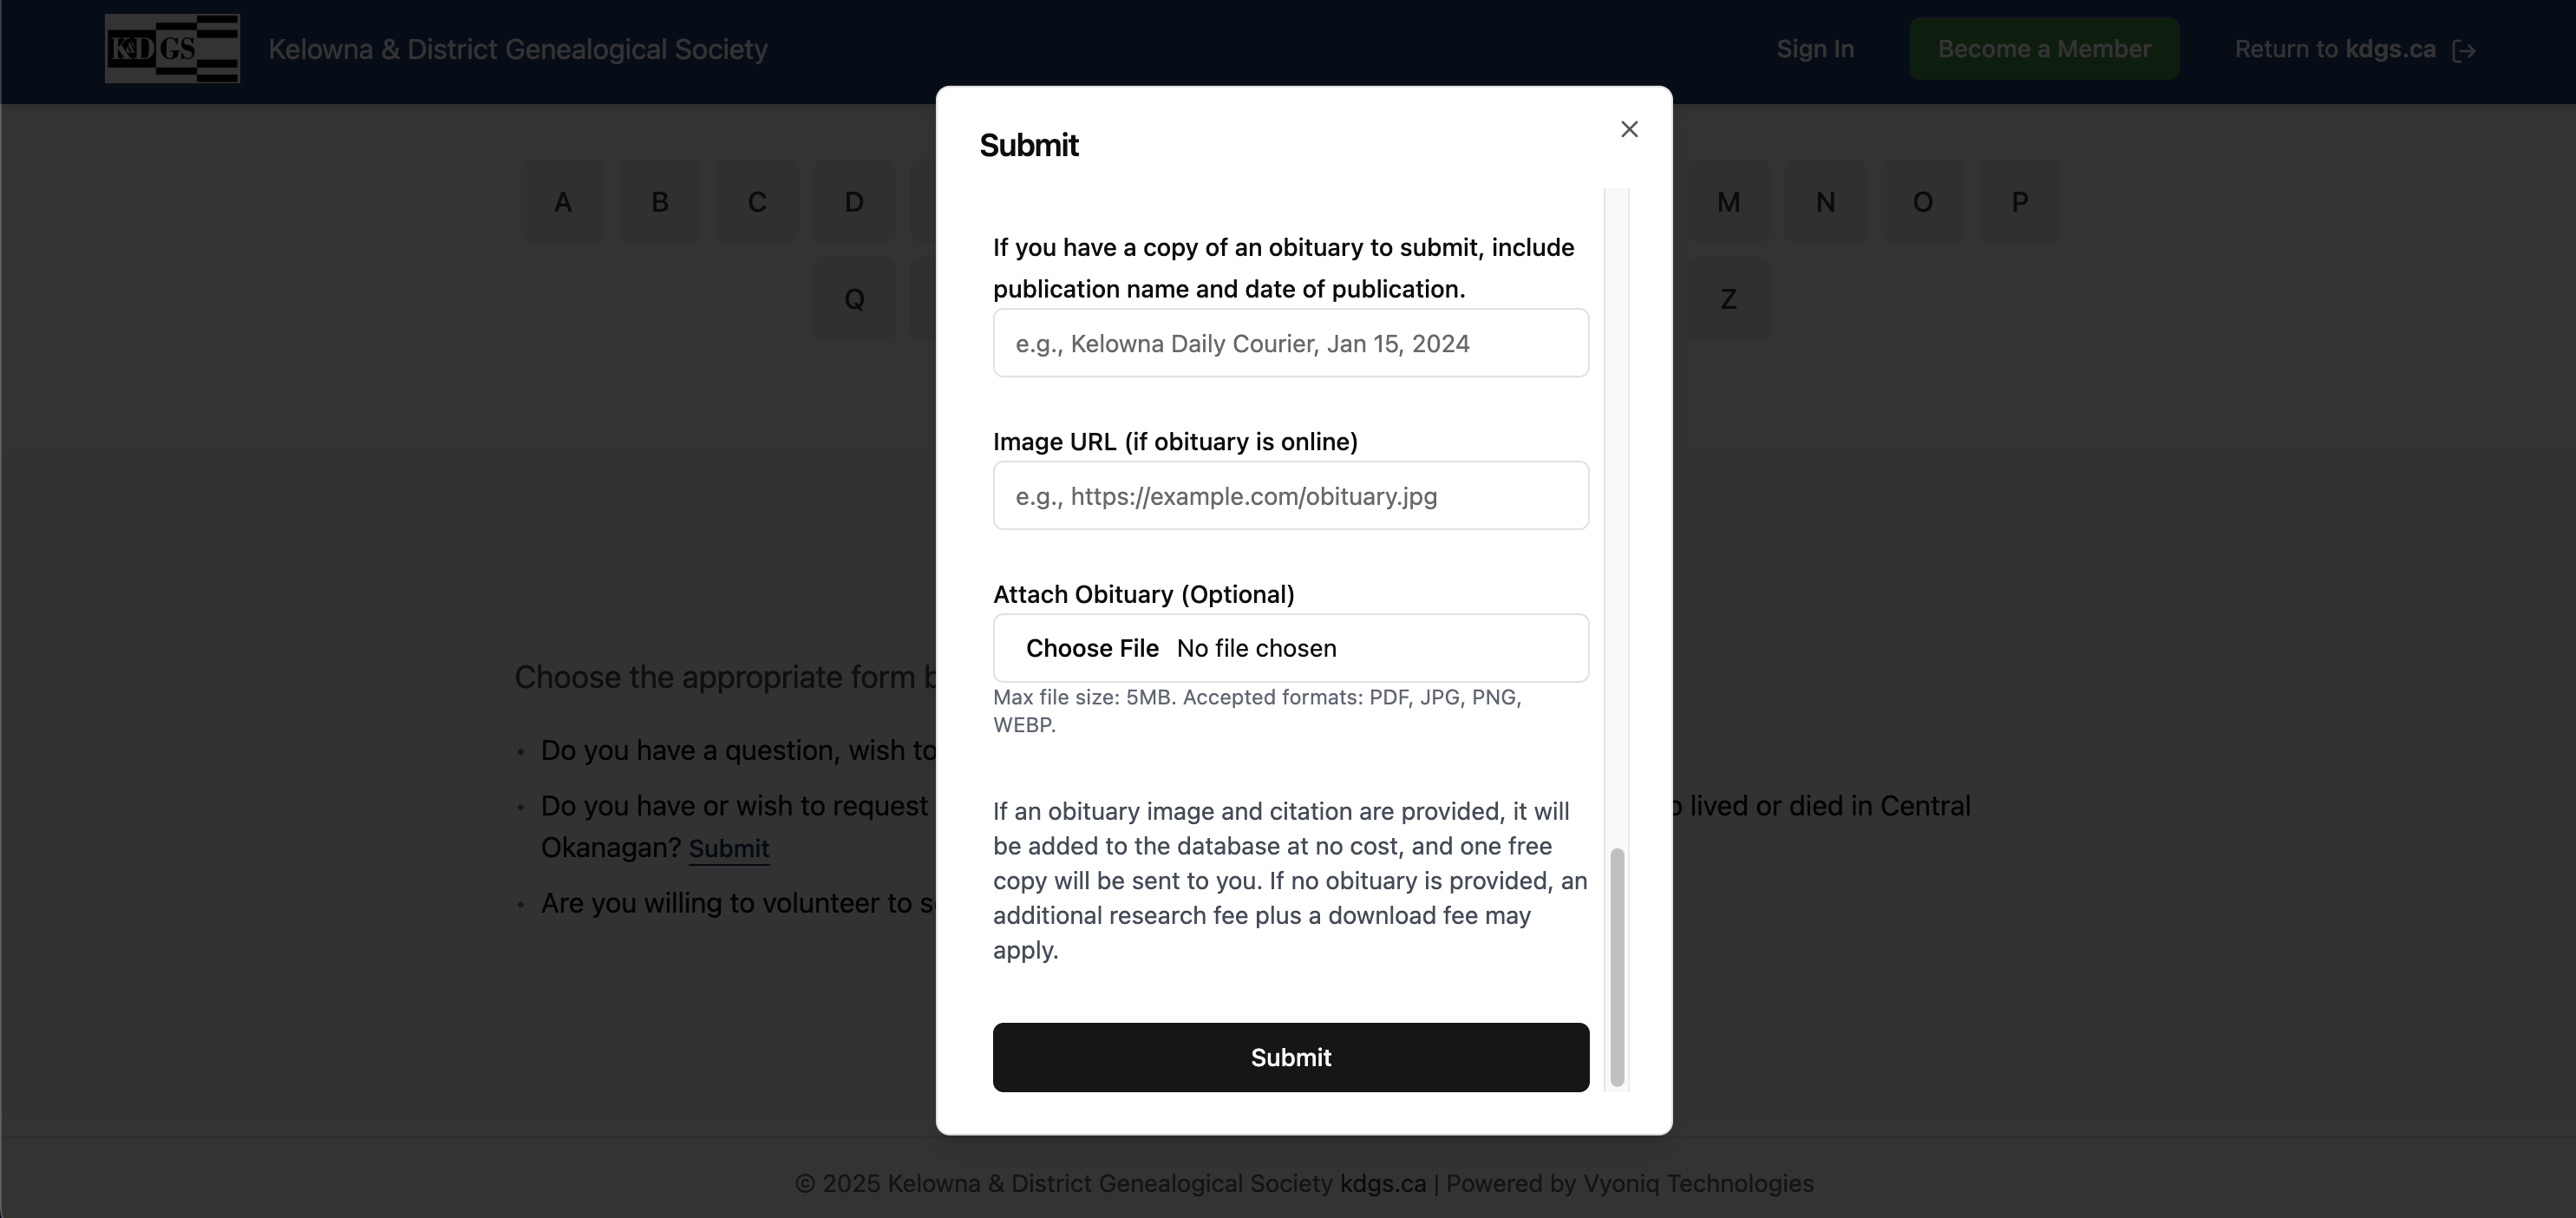 K&DGS
Kelowna & District Genealogical Society
Sign In
Become a Member
Return to kdgs.ca
A B C D M N O P
Q Z
Choose the appropriate form b
Do you have a question, wish to
Do you have or wish to request
lived or died in Central
Okanagan? Submit
Are you willing to volunteer to s
Submit
If you have a copy of an obituary to submit, include
publication name and date of publication.
e.g., Kelowna Daily Courier, Jan 15, 2024
Image URL (if obituary is online)
e.g., https://example.com/obituary.jpg
Attach Obituary (Optional)
Choose File No file chosen
Max file size: 5MB. Accepted formats: PDF, JPG, PNG,
WEBP.
If an obituary image and citation are provided, it will
be added to the database at no cost, and one free
copy will be sent to you. If no obituary is provided, an
additional research fee plus a download fee may
apply.
Submit
© 2025 Kelowna & District Genealogical Society kdgs.ca | Powered by Vyoniq Technologies